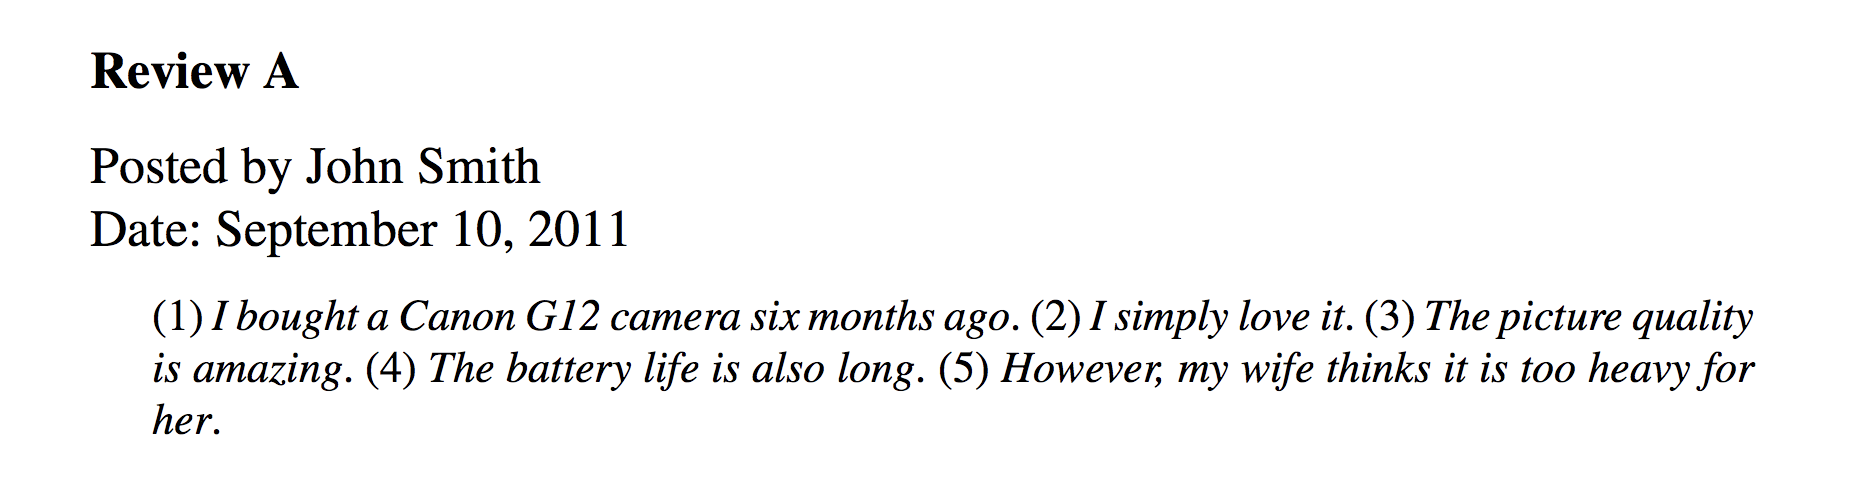 Review A
Posted by John Smith
Date: September 10, 2011
(1) I bought a Canon G12 camera six months ago. (2) I simply love it. (3) The picture quality
is amazing. (4) The battery life is also long. (5) However, my wife thinks it is too heavy for
her.